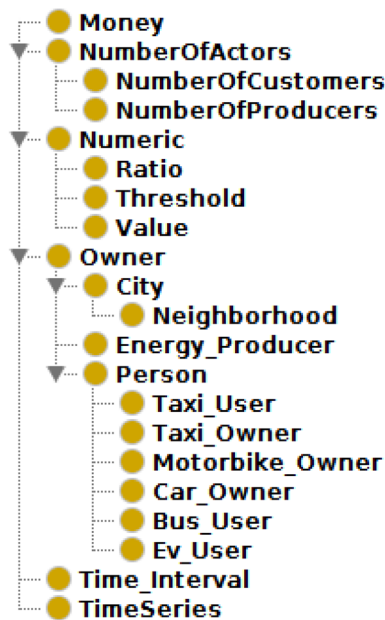 Money
NumberOfActors
NumberOfCustomers
NumberOfProducers
Numeric
Ratio
Threshold
Value
Owner
City
Neighborhood
Energy_Producer
Person
Taxi_User
Taxi_Owner
Motorbike_Owner
Car_Owner
Bus_User
Ev_User
Time_Interval
TimeSeries